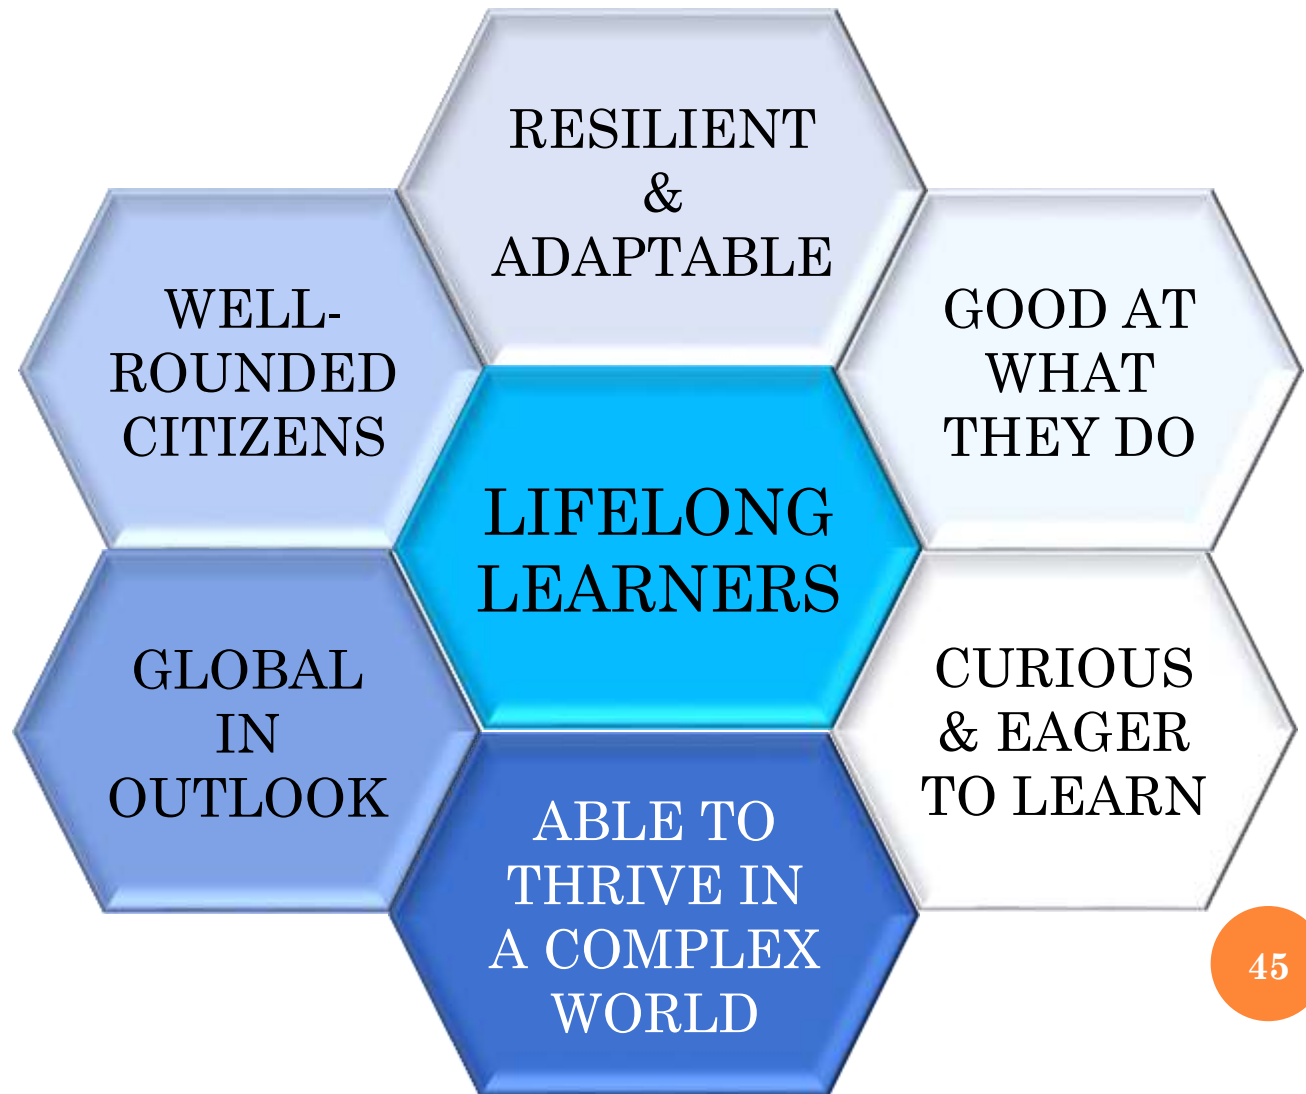 RESILIENT
&
ADAPTABLE
WELL-
ROUNDED
CITIZENS
GOOD AT
WHAT
THEY DO
LIFELONG
LEARNERS
GLOBAL
IN
OUTLOOK
CURIOUS
& EAGER
TO LEARN
ABLE TO
THRIVE IN
A COMPLEX
WORLD
45